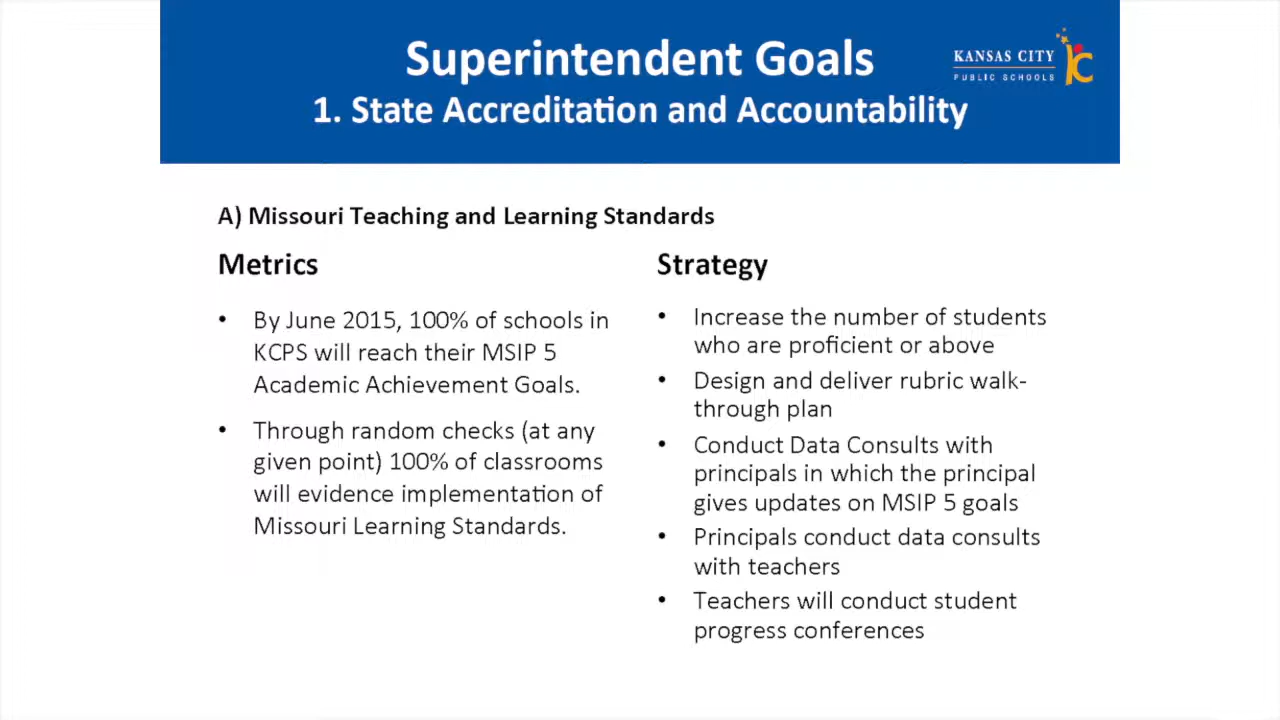 Superintendent Goals
1. State Accreditation and Accountability
KANSAS CITY
PUBLIC SCHOOLS
A) Missouri Teaching and Learning Standards
Metrics
• By June 2015, 100% of schools in
KCPS will reach their MSIP 5
Academic Achievement Goals.
• Through random checks (at any
given point) 100% of classrooms
will evidence implementation of
Missouri Learning Standards.
Strategy
• Increase the number of students
who are proficient or above
• Design and deliver rubric walk-
through plan
• Conduct Data Consults with
principals in which the principal
gives updates on MSIP 5 goals
• Principals conduct data consults
with teachers
• Teachers will conduct student
progress conferences